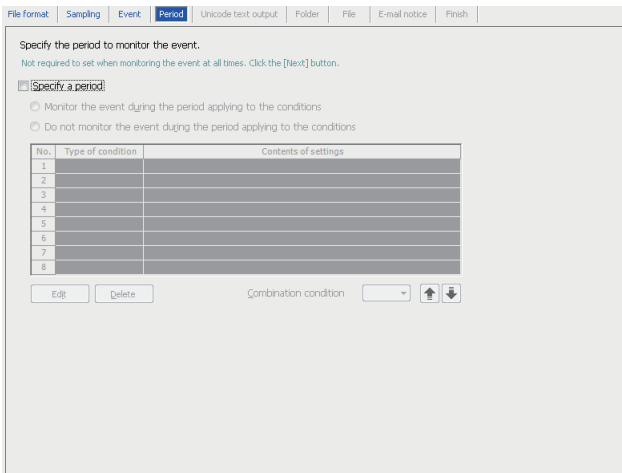 File format Sampling Event Period Unicode text output Folder File E-mail notice Finish
Specify the period to monitor the event.
Not required to set when monitoring the event at all times. Click the [Next] button.
Specify a period
Monitor the event during the period applying to the conditions
Do not monitor the event during the period applying to the conditions
No. Type of condition Contents of settings
1
2
3
4
5
6
7
8
Edit Delete Combination condition